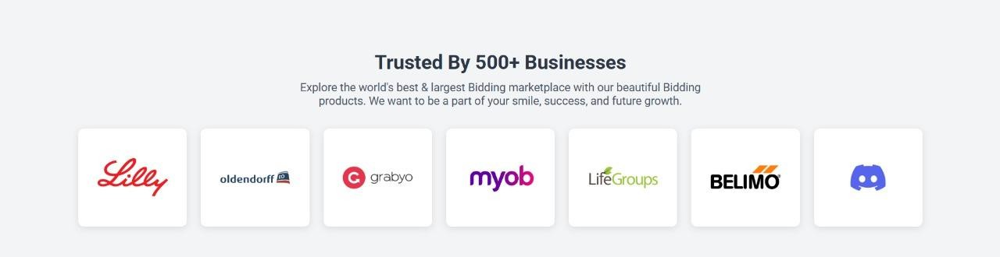 Trusted By 500+ Businesses
Explore the world's best & largest Bidding marketplace with our beautiful Bidding
products. We want to be a part of your smile, success, and future growth.
Lilly
oldendorff EO
grabyo
myob
LifeGroups
BELIMO®